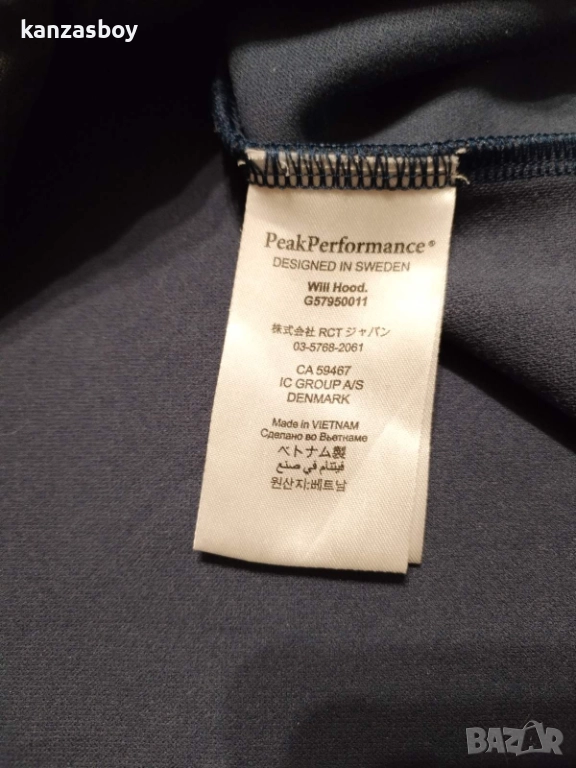 kanzasboy
PeakPerformance®
DESIGNED IN SWEDEN
Will Hood.
G57950011
株式会社 RCT ジャパン
03-5768-2061
CA 59467
IC GROUP A/S
DENMARK
Made in VIETNAM
Сделано во Вьетнаме
ベトナム製
فيتنام في صنع
원산지:베트남
BAZAR